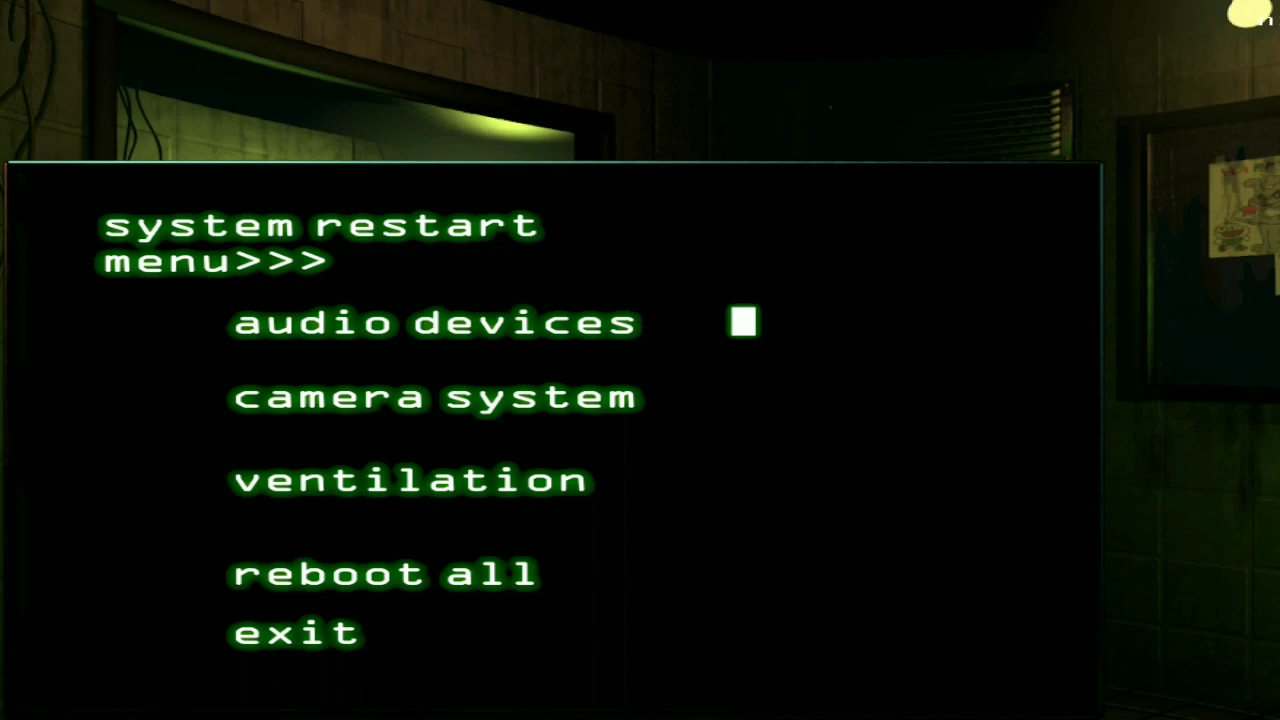 system restart
menu>>>
audio devices
camera system
ventilation
reboot all
exit